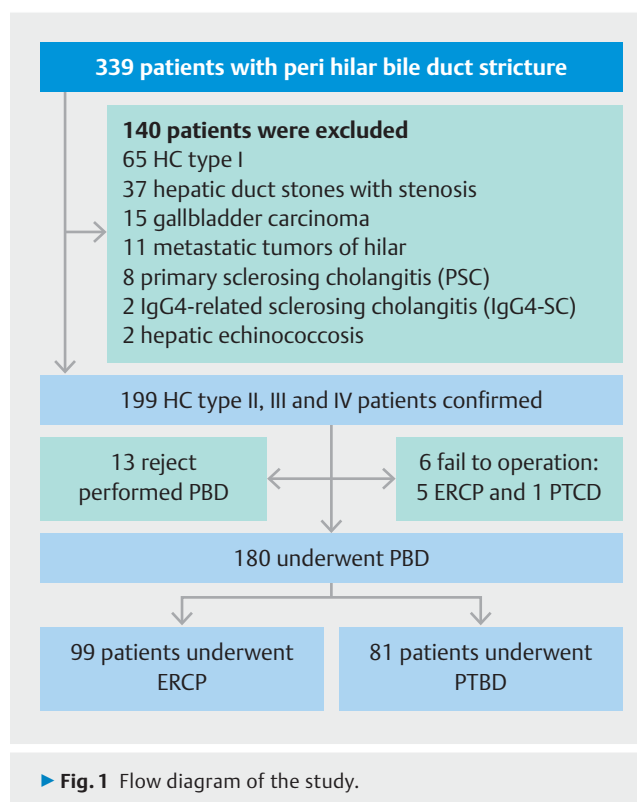 339 patients with peri hilar bile duct stricture
140 patients were excluded
65 HC type I
37 hepatic duct stones with stenosis
15 gallbladder carcinoma
11 metastatic tumors of hilar
8 primary sclerosing cholangitis (PSC)
2 IgG4-related sclerosing cholangitis (IgG4-SC)
2 hepatic echinococcosis
199 HC type II, III and IV patients confirmed
13 reject
performed PBD
6 fail to operation:
5 ERCP and 1 PTCD
180 underwent PBD
99 patients underwent
ERCP
81 patients underwent
PTBD
▶ Fig. 1 Flow diagram of the study.